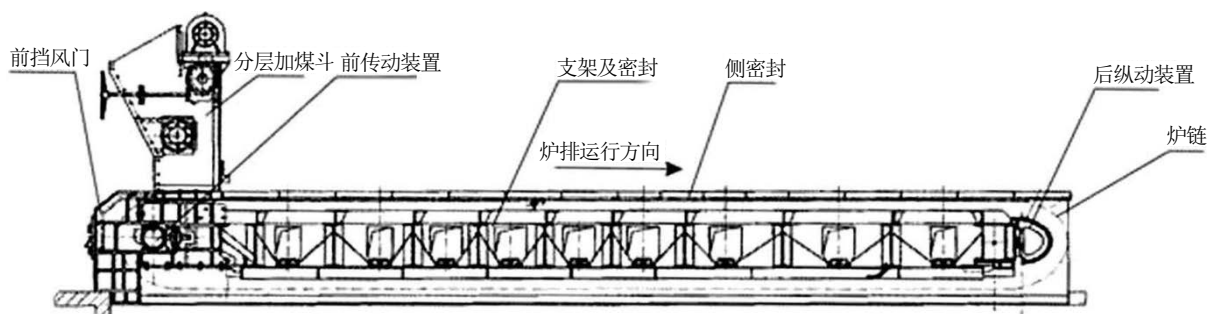 前挡风门
分层加煤斗
前传动装置
支架及密封
侧密封
后纵动装置
炉链
炉排运行方向